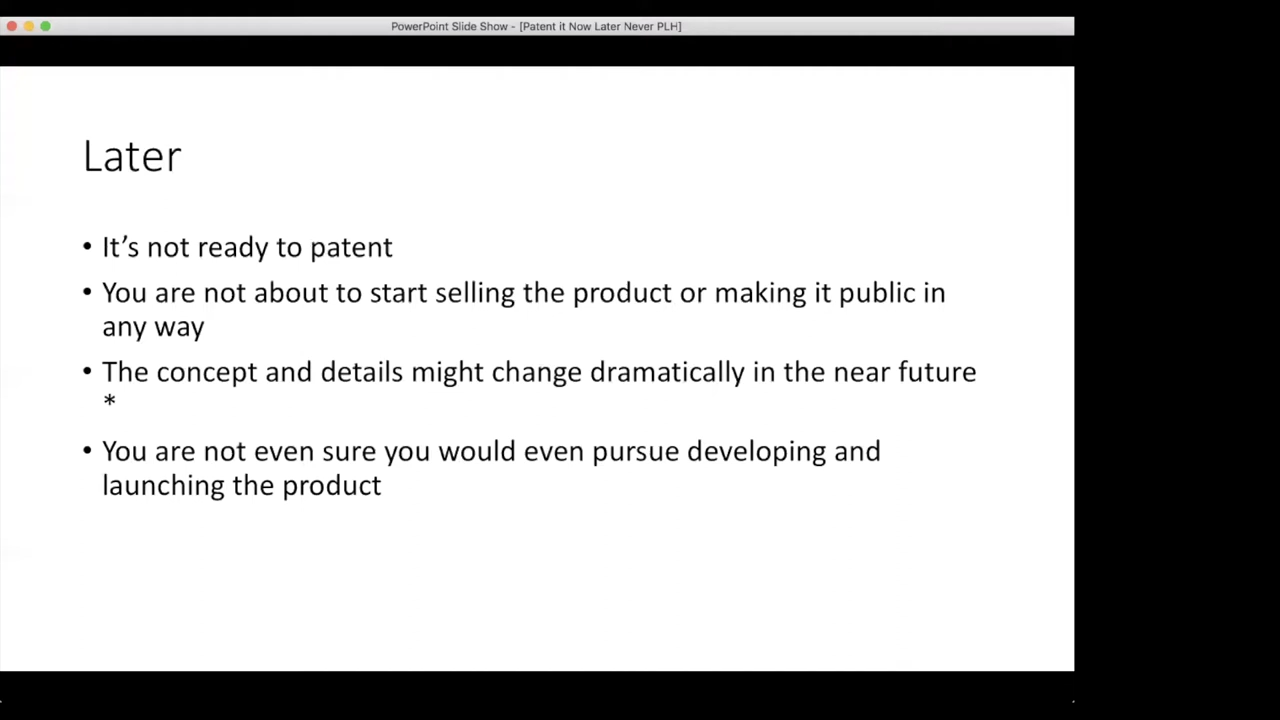 PowerPoint Slide Show - [Patent it Now Later Never PLH]
Later
• It’s not ready to patent
• You are not about to start selling the product or making it public in
any way
• The concept and details might change dramatically in the near future
*
• You are not even sure you would even pursue developing and
launching the product